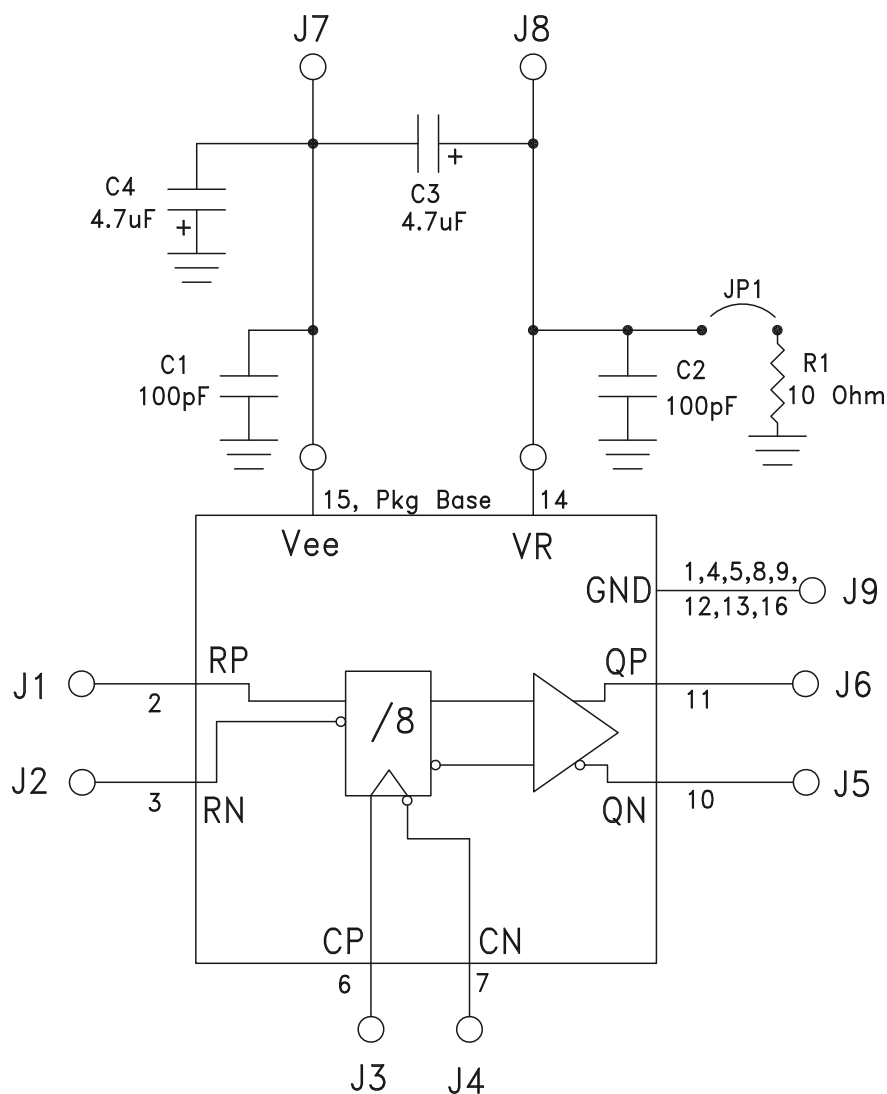 J7
J8
C4
4.7uF
+
+
C3
4.7uF
JP1
C1
100pF
C2
100pF
R1
10 Ohm
15, Pkg Base
14
Vee
VR
GND
1,4,5,8,9,
12,13,16
J9
J1
2
RP
QP
11
J6
/8
J2
3
RN
QN
10
J5
CP
CN
6
7
J3
J4